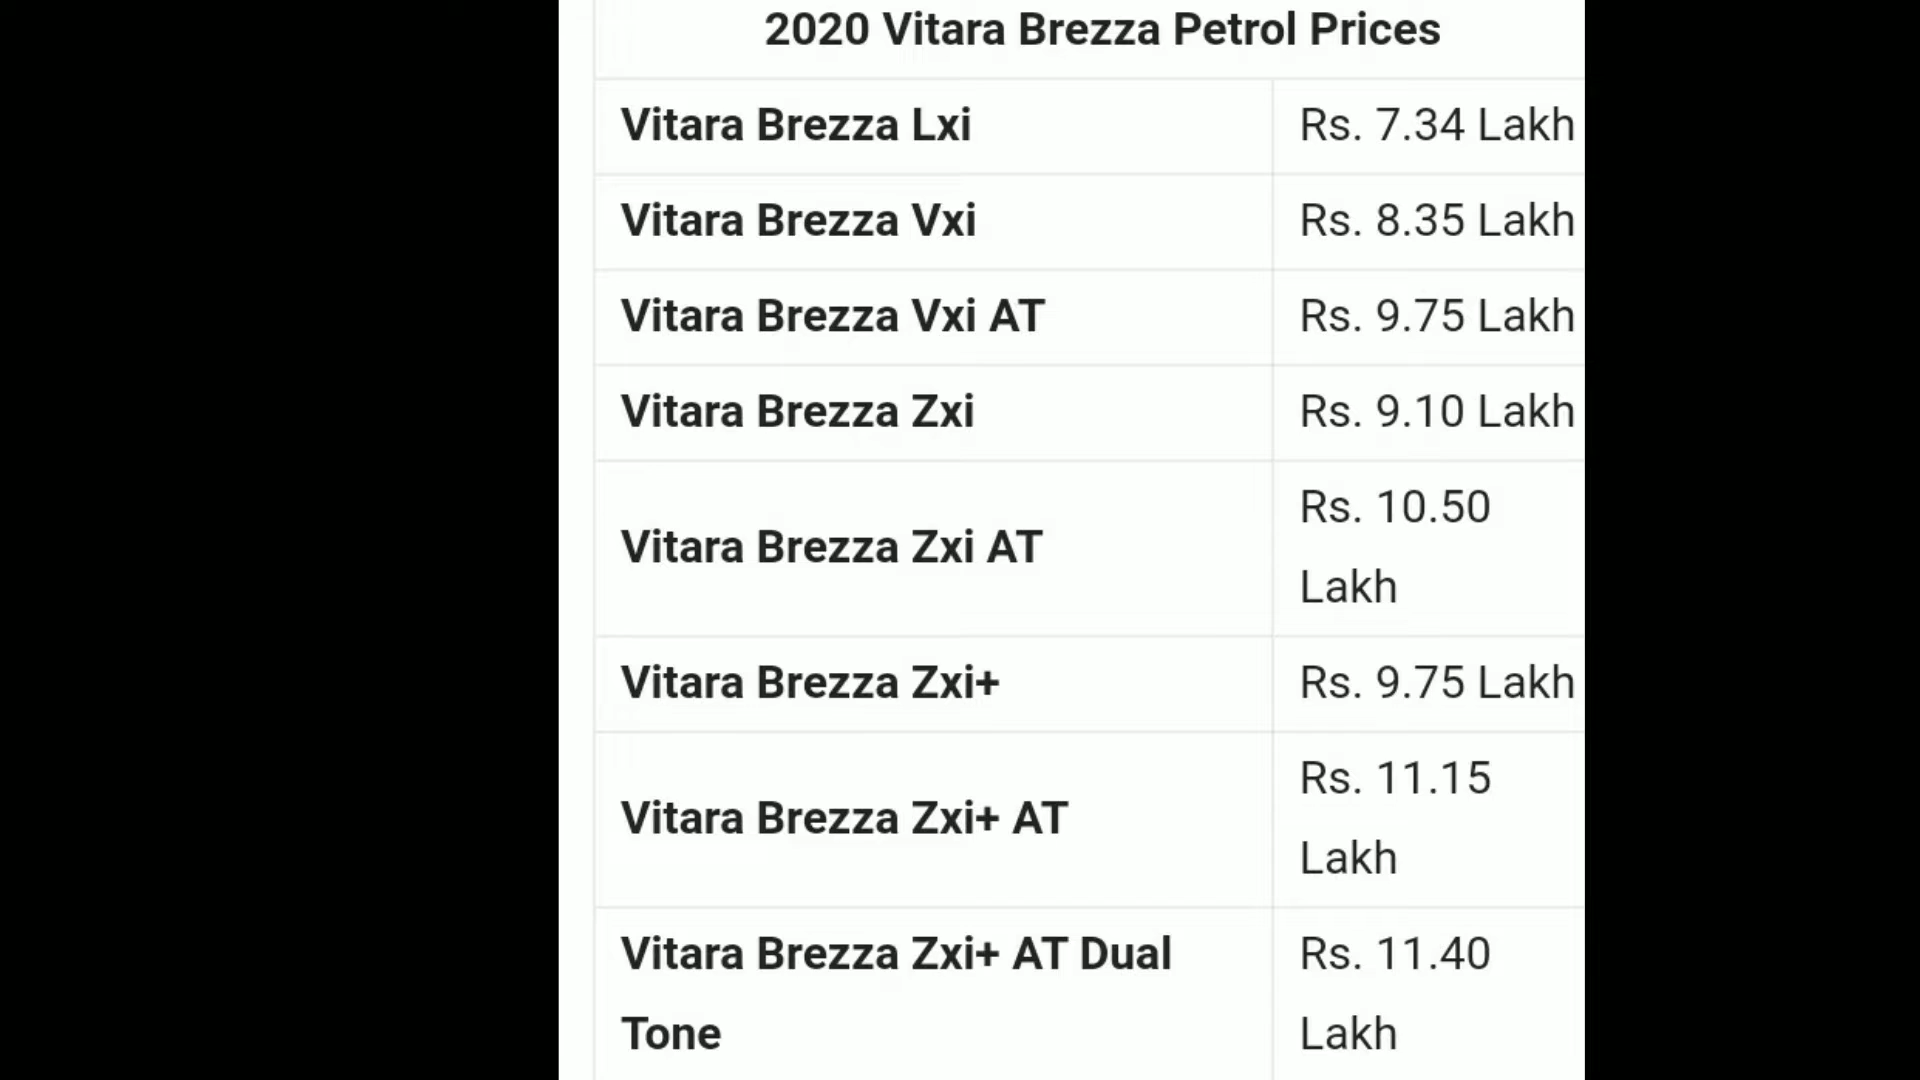 2020 Vitara Brezza Petrol Prices
Vitara Brezza Lxi Rs. 7.34 Lakh
Vitara Brezza Vxi Rs. 8.35 Lakh
Vitara Brezza Vxi AT Rs. 9.75 Lakh
Vitara Brezza Zxi Rs. 9.10 Lakh
Vitara Brezza Zxi AT
Rs. 10.50
Lakh
Vitara Brezza Zxi+ Rs. 9.75 Lakh
Vitara Brezza Zxi+ AT
Rs. 11.15
Lakh
Vitara Brezza Zxi+ AT Dual
Tone
Rs. 11.40
Lakh